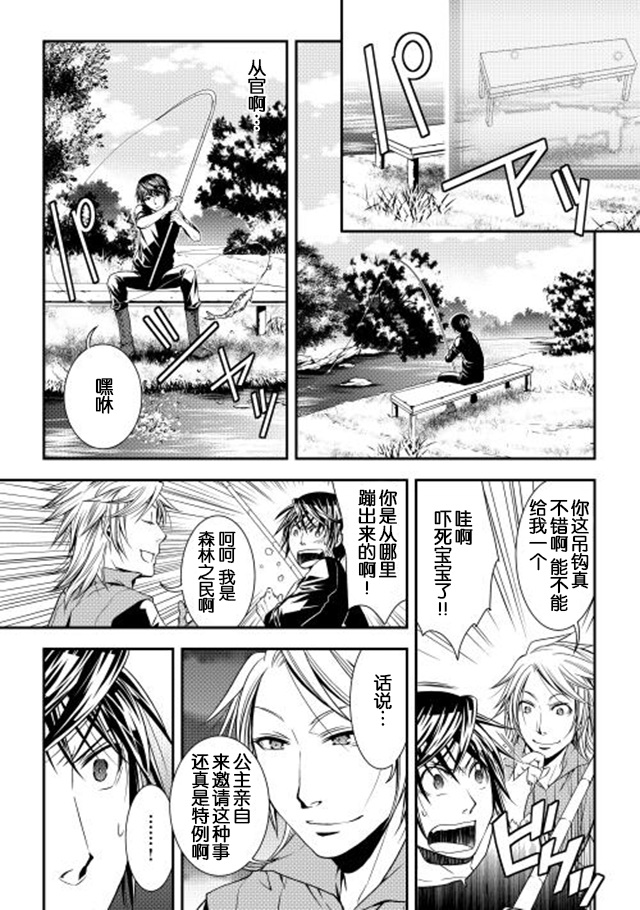 パアッ
从官啊…
パシャッ
嘿咻
你这吊钩真
不错啊 能不能
给我一个
哇啊
吓死宝宝了!!
ビクッ
你是从哪里
蹦出来的啊!
呵呵 我是
森林之民啊
话说…
公主亲自
来邀请这种事
还真是特例啊
……!